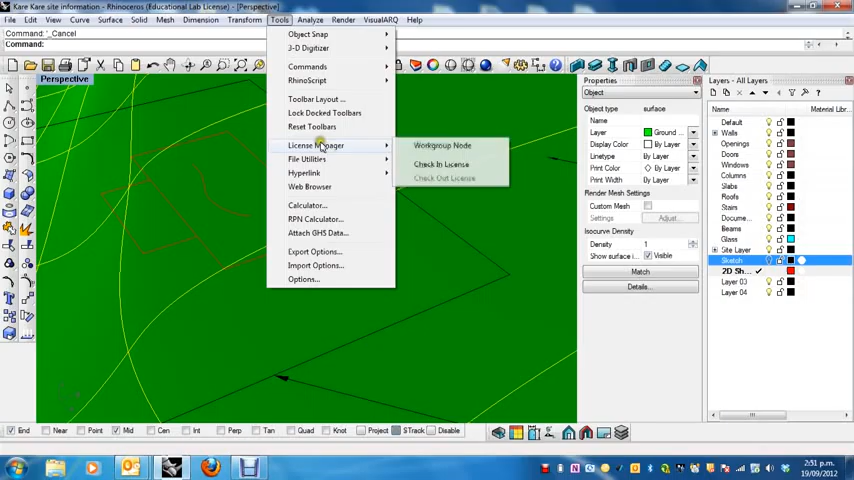 Kare Kare site information - Rhinoceros (Educational Lab License) - [Perspective]
Edit View Curve Surface Solid Mesh Dimension Transform Tools Analyze Render VisualARQ Help
Command: '_Cancel
Command:
Perspective
Object Snap
3-D Digitizer
Commands
RhinoScript
Toolbar Layout ...
Lock Docked Toolbars
Reset Toolbars
License Manager
File Utilities
Hyperlink
Web Browser
Calculator...
RPN Calculator...
Attach GHS Data...
Export Options...
Import Options...
Options...
Workgroup Node
Check In License
Check Out License
Properties
Object
Object type surface
Name
Layer Ground ...
Display Color By Layer
Linetype By Layer
Print Color By Layer
Print Width By Layer
Render Mesh Settings
Custom Mesh
Settings Adjust...
Isocurve Density
Density 1
Show surface i... Visible
Match
Details...
Layers - All Layers
Name Material Libr
Default
Walls
Openings
Doors
Windows
Columns
Slabs
Roofs
Stairs
Docume...
Beams
Glass
Site Layer
Sketch
2D Sh...
Layer 03
Layer 04
End Near Point Mid Cen Int Perp Tan Quad Knot Project STrack Disable
2:51 p.m.
19/09/2012